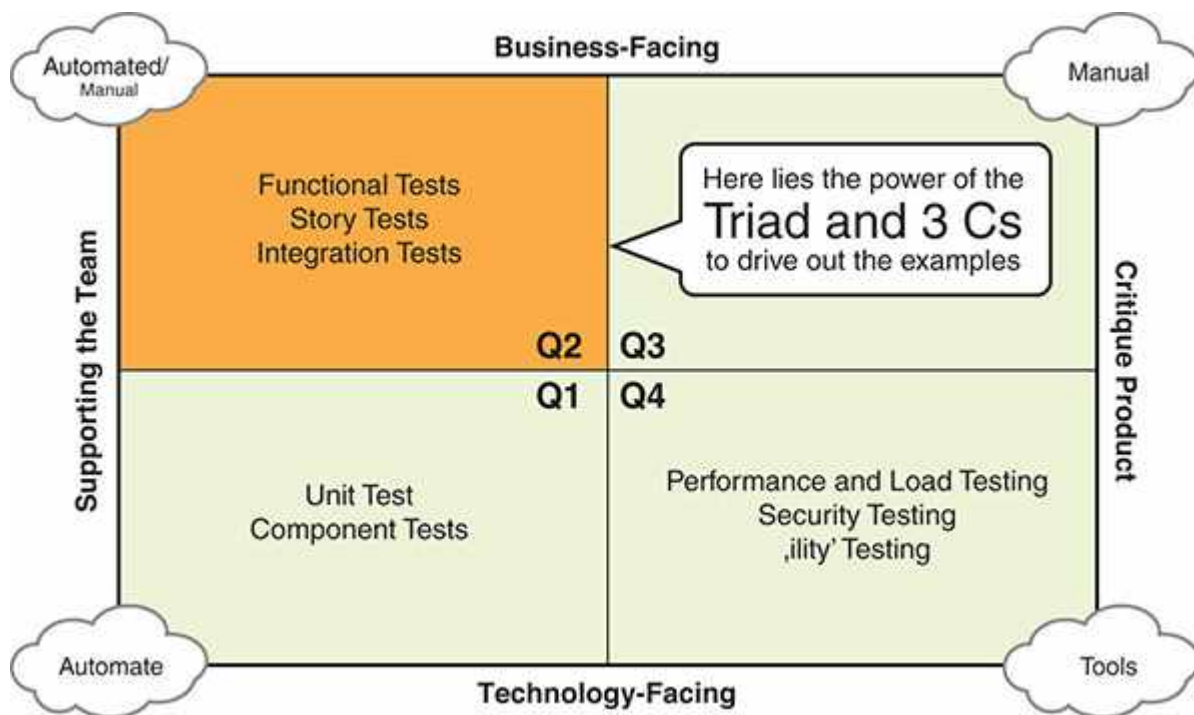 Business-Facing
Automated/
Manual
Manual
Functional Tests
Story Tests
Integration Tests
Here lies the power of the
Triad and 3 Cs
to drive out the examples
Supporting the Team
Critique Product
Q2
Q3
Q1
Q4
Unit Test
Component Tests
Performance and Load Testing
Security Testing
‚ility’ Testing
Automate
Tools
Technology-Facing